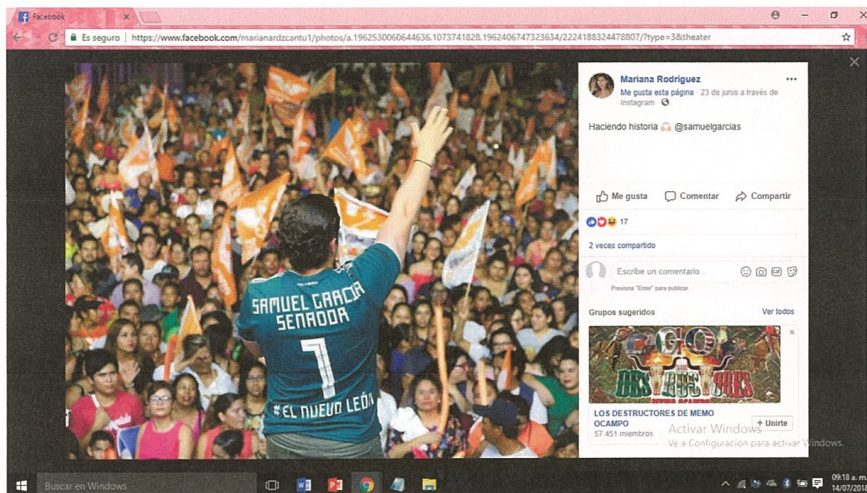 Facebook
Es seguro | https://www.facebook.com/marianardzcantu1/photos/a.1962530060644636.1073741828.1962406747323634/2224188324478807/?type=3&theater
Mariana Rodríguez
Me gusta esta página · 23 de junio a través de
Instagram
Haciendo historia @samuelgarcias
Me gusta Comentar Compartir
17
2 veces compartido
Escribe un comentario...
Presiona "Enter" para publicar
Grupos sugeridos Ver todos
LOS DESTRUCTORES DE MEMO
OCAMPO
57.451 miembros
+ Unirte
SAMUEL GARCIA
SENADOR
1
#EL NUEVO LEÓN
Activar Windows
Ve a Configuración para activar Windows.
Buscar en Windows
09:18 a. m.
14/07/2018